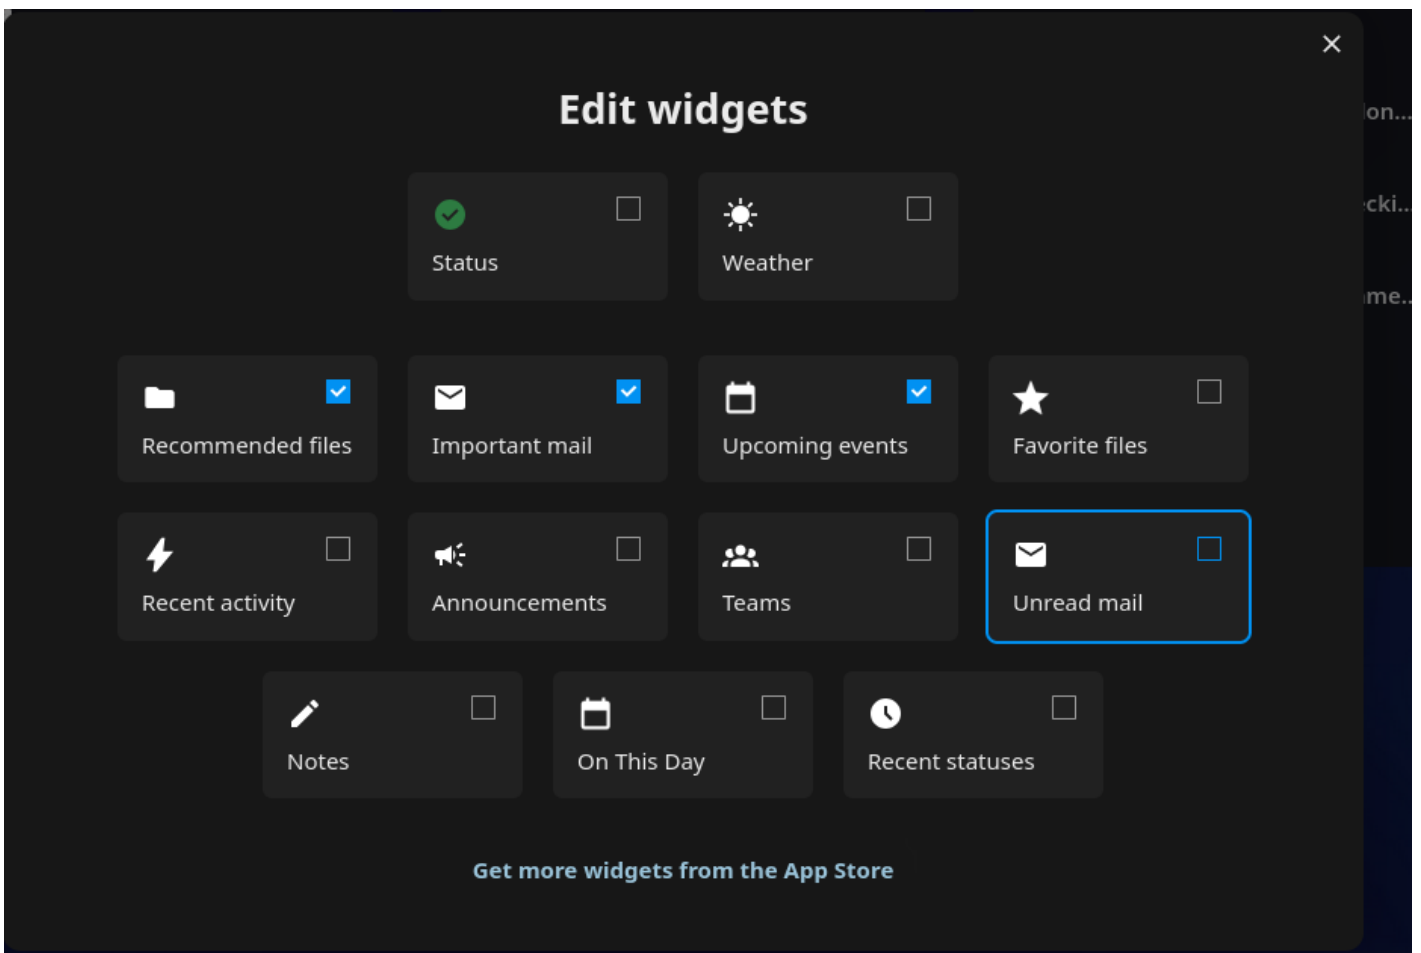 Edit widgets
Status
Weather
Recommended files
Important mail
Upcoming events
Favorite files
Recent activity
Announcements
Teams
Unread mail
Notes
On This Day
Recent statuses
Get more widgets from the App Store